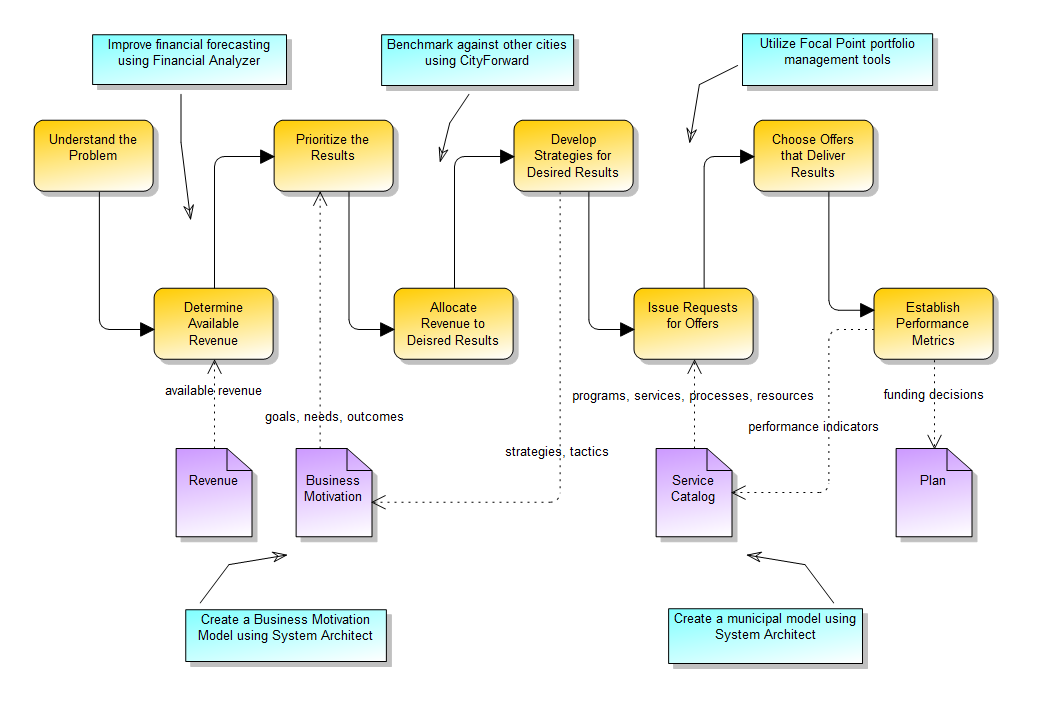 Improve financial forecasting
using Financial Analyzer
Benchmark against other cities
using CityForward
Utilize Focal Point portfolio
management tools
Understand the
Problem
Prioritize the
Results
Develop
Strategies for
Desired Results
Choose Offers
that Deliver
Results
Determine
Available
Revenue
Allocate
Revenue to
Deisred Results
Issue Requests
for Offers
Establish
Performance
Metrics
available revenue
goals, needs, outcomes
programs, services, processes, resources
funding decisions
performance indicators
strategies, tactics
Revenue
Business
Motivation
Service
Catalog
Plan
Create a Business Motivation
Model using System Architect
Create a municipal model using
System Architect